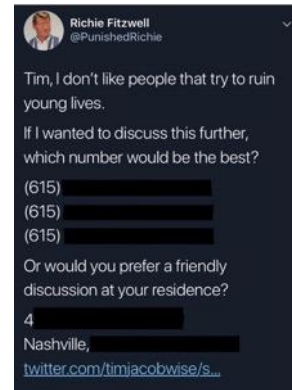 Richie Fitzwell
@PunishedRichie
Tim, I don't like people that try to ruin
young lives.
If I wanted to discuss this further,
which number would be the best?
(615)
(615)
(615)
Or would you prefer a friendly
discussion at your residence?
4
Nashville,
twitter.com/timjacobwise/s...